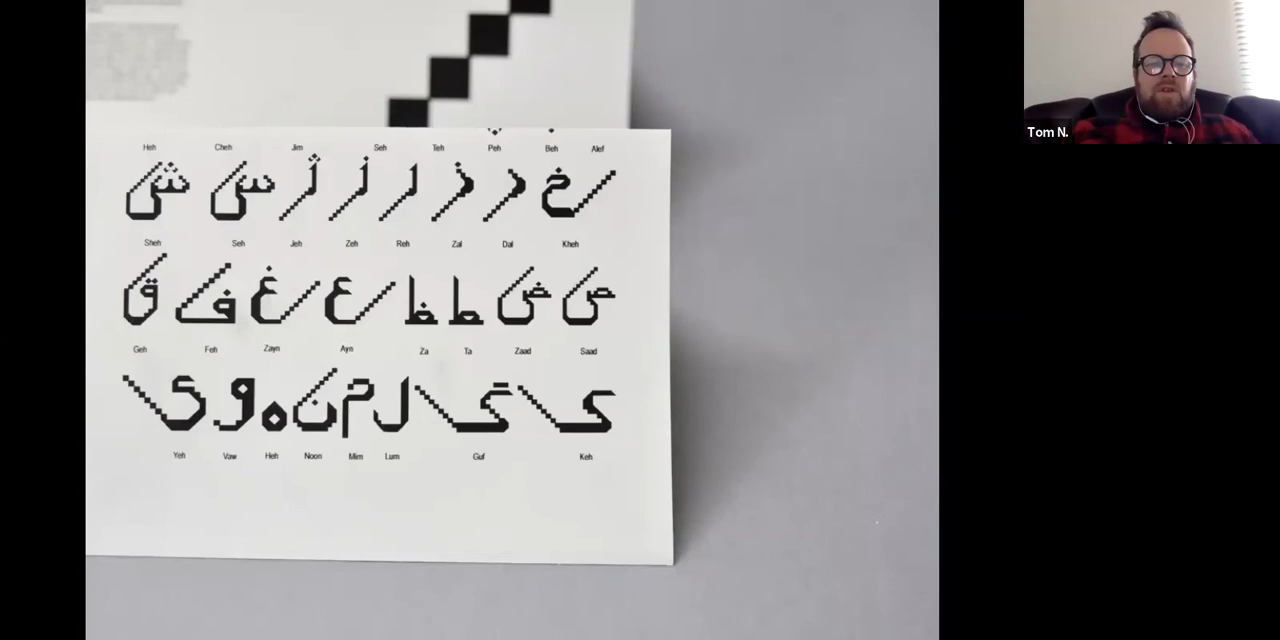 Tom N.
Heh Cheh Jim Seh Teh Peh Beh Alef
خ د ذ ر ز ژ س ش
Sheh Seh Jeh Zeh Reh Zal Dal Kheh
ص ض ط ظ ع غ ف ق
Geh Feh Zayn Ayn Za Ta Zaad Saad
ک گ ل م ن ه و ی
Yeh Vaw Heh Noon Mim Lum Guf Keh